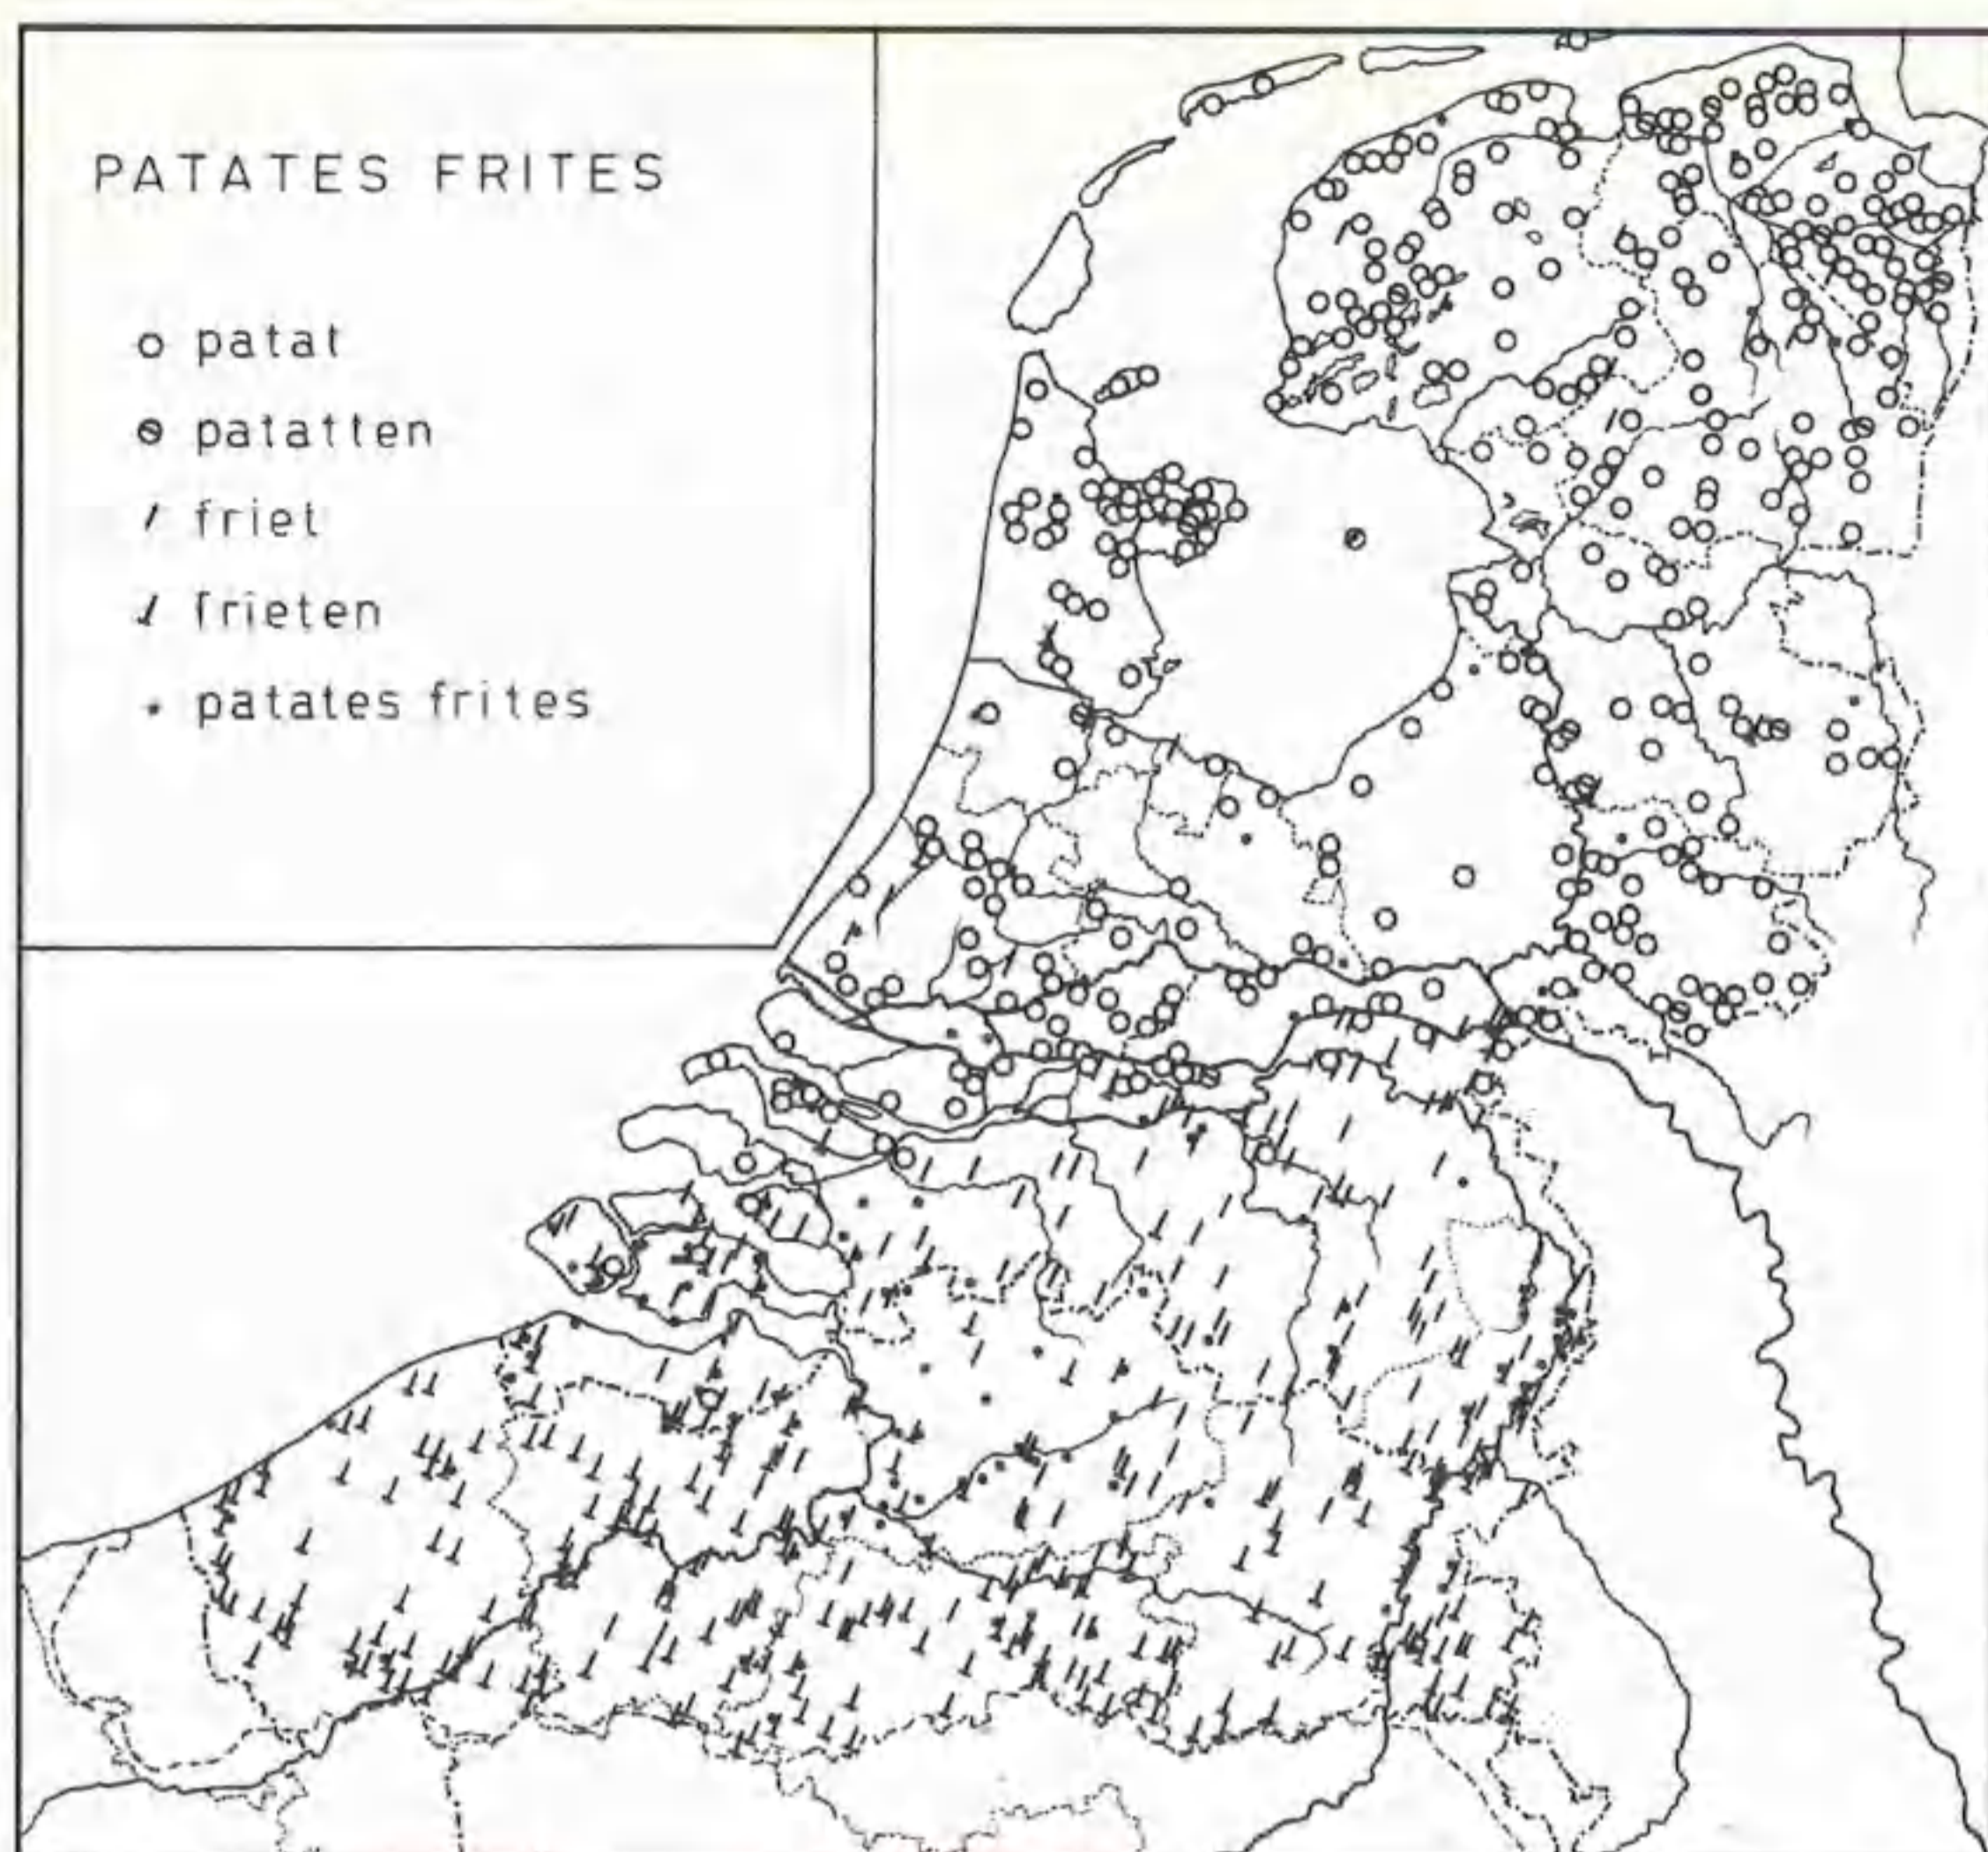 PATATES FRITES
patat
patatten
friet
frieten
patates frites